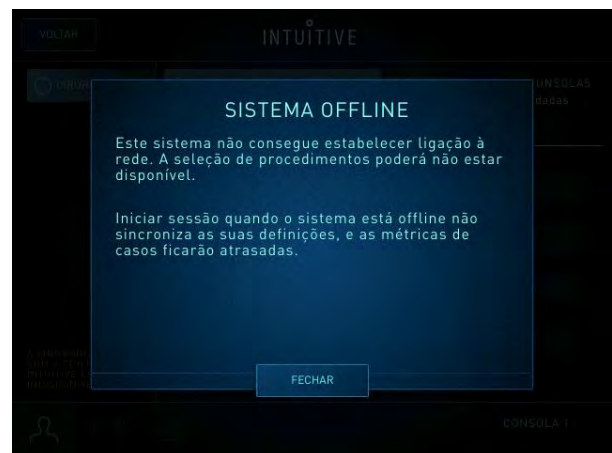 VOLTAR
INTUITIVE
SISTEMA OFFLINE
Este sistema não consegue estabelecer ligação à
rede. A seleção de procedimentos poderá não estar
disponível.
Iniciar sessão quando o sistema está offline não
sincroniza as suas definições, e as métricas de
casos ficarão atrasadas.
FECHAR
CONSOLA 1